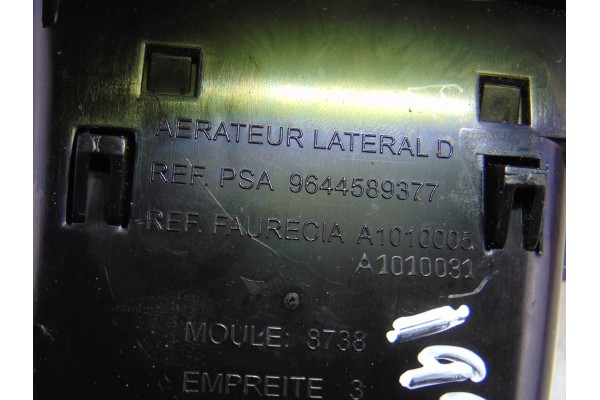 AERATEUR LATERAL D
REF. PSA 9644589377
REF. FAURECIA A1010005
A1010031
MOULE: 8738
EMPREITE 3